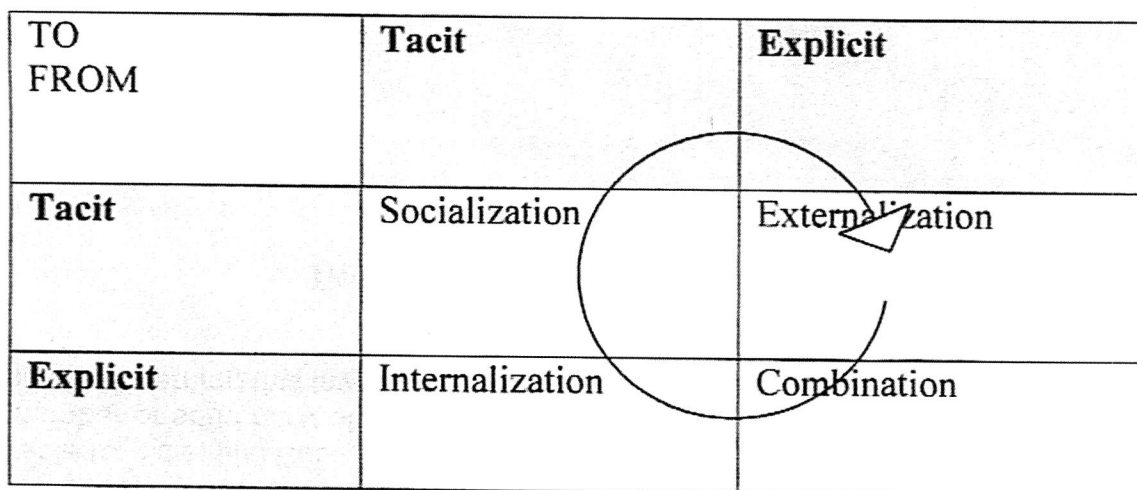 TO
FROM
Tacit
Explicit
Tacit
Socialization
Externalization
Explicit
Internalization
Combination